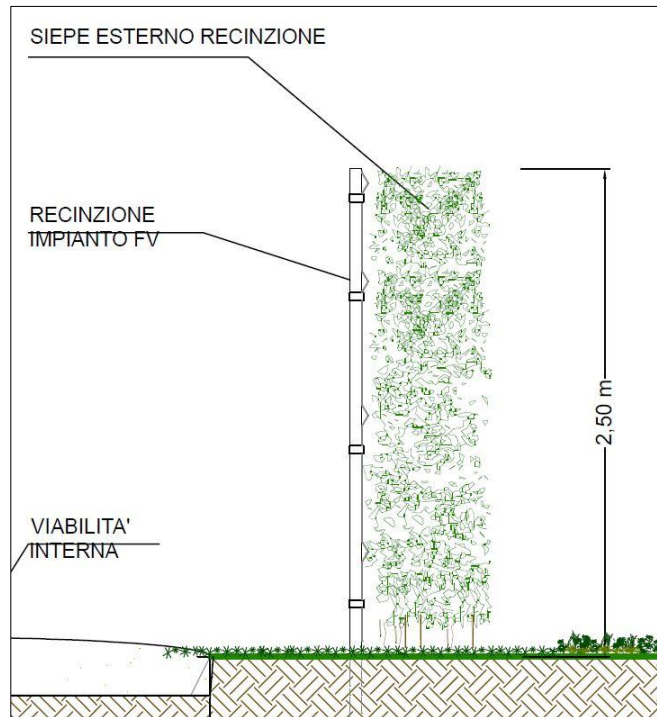 SIEPE ESTERNO RECINZIONE
RECINZIONE
IMPIANTO FV
2,50 m
VIABILITA'
INTERNA